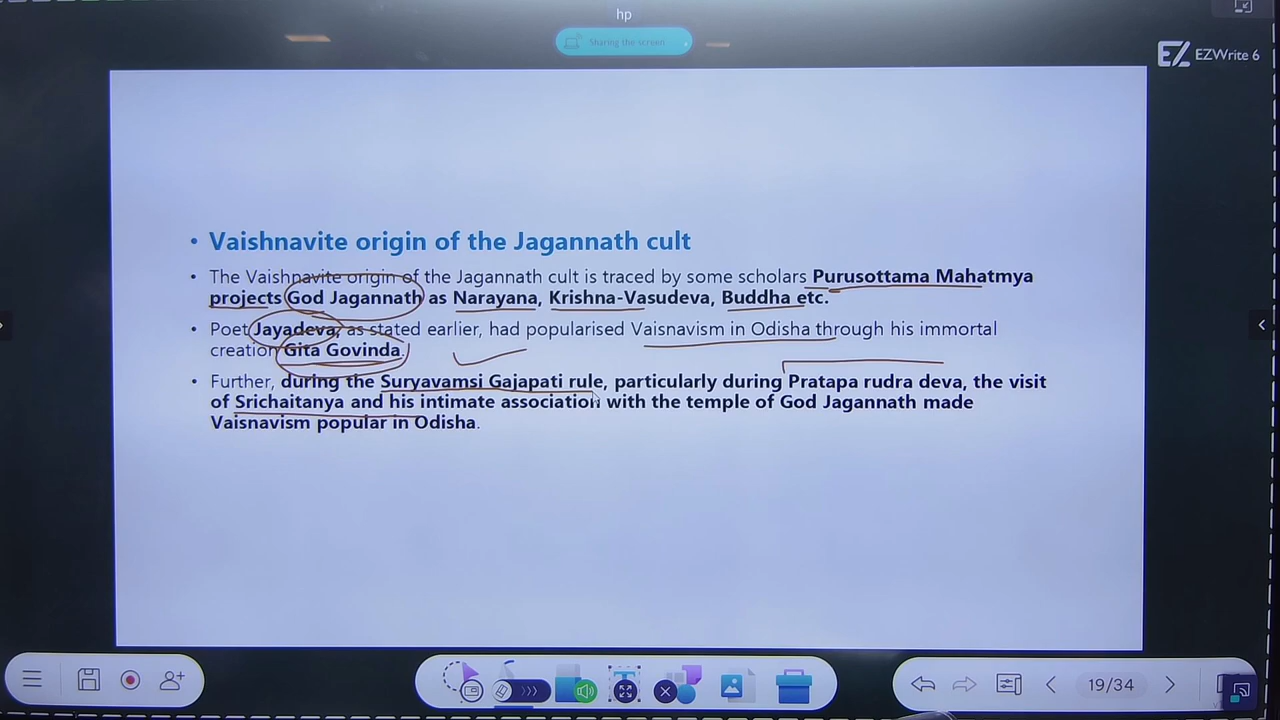 hp
Sharing the screen
EZWrite 6
• Vaishnavite origin of the Jagannath cult
• The Vaishnavite origin of the Jagannath cult is traced by some scholars Purusottama Mahatmya
projects God Jagannath as Narayana, Krishna-Vasudeva, Buddha etc.
• Poet Jayadeva, as stated earlier, had popularised Vaisnavism in Odisha through his immortal
creation Gita Govinda.
• Further, during the Suryavamsi Gajapati rule, particularly during Pratapa rudra deva, the visit
of Srichaitanya and his intimate association with the temple of God Jagannath made
Vaisnavism popular in Odisha.
19/34